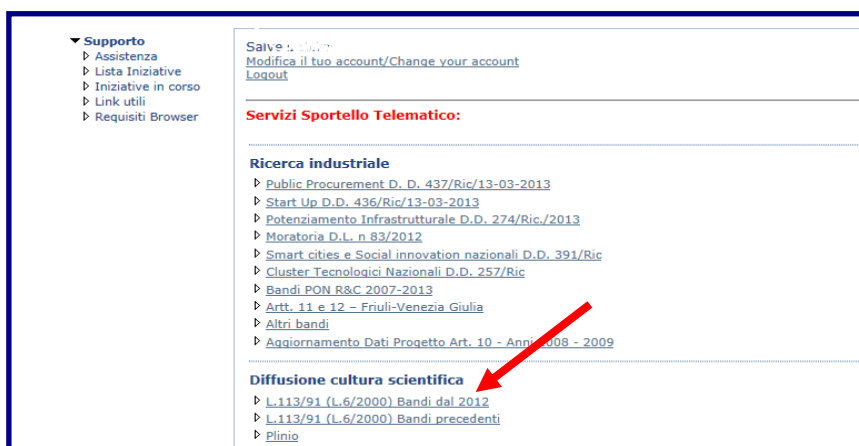 Supporto
Assistenza
Lista Iniziative
Iniziative in corso
Link utili
Requisiti Browser
Salve
Modifica il tuo account/Change your account
Logout
Servizi Sportello Telematico:
Ricerca industriale
Public Procurement D. D. 437/Ric/13-03-2013
Start Up D.D. 436/Ric/13-03-2013
Potenziamento Infrastrutturale D.D. 274/Ric./2013
Moratoria D.L. n 83/2012
Smart cities e Social innovation nazionali D.D. 391/Ric
Cluster Tecnologici Nazionali D.D. 257/Ric
Bandi PON R&C 2007-2013
Artt. 11 e 12 – Friuli-Venezia Giulia
Altri bandi
Aggiornamento Dati Progetto Art. 10 - Anni 2008 - 2009
Diffusione cultura scientifica
L.113/91 (L.6/2000) Bandi dal 2012
L.113/91 (L.6/2000) Bandi precedenti
Plinio